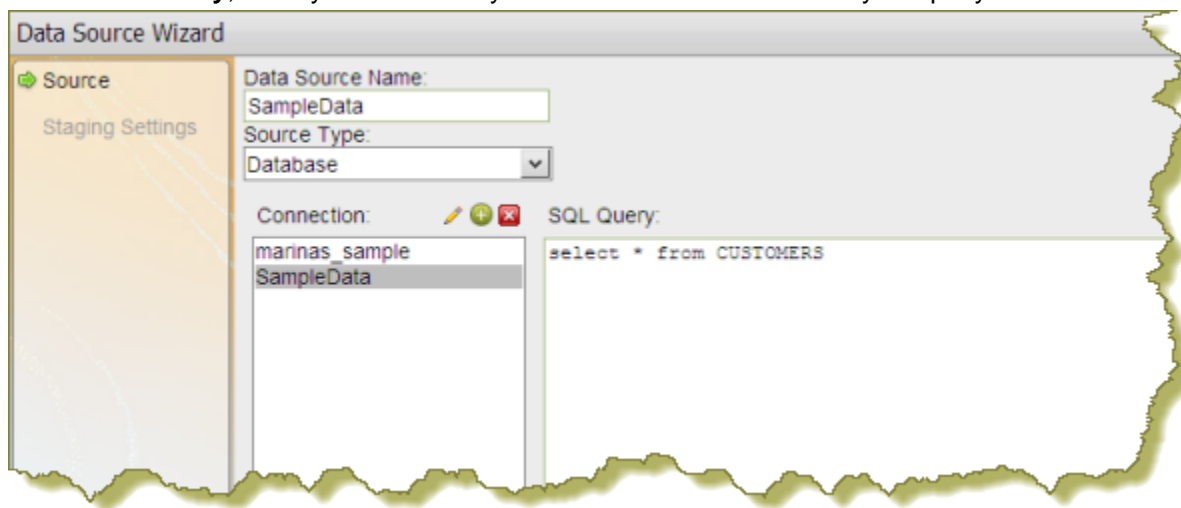 Data Source Wizard
Source
Staging Settings
Data Source Name:
SampleData
Source Type:
Database
Connection:
marinas_sample
SampleData
SQL Query:
select * from CUSTOMERS